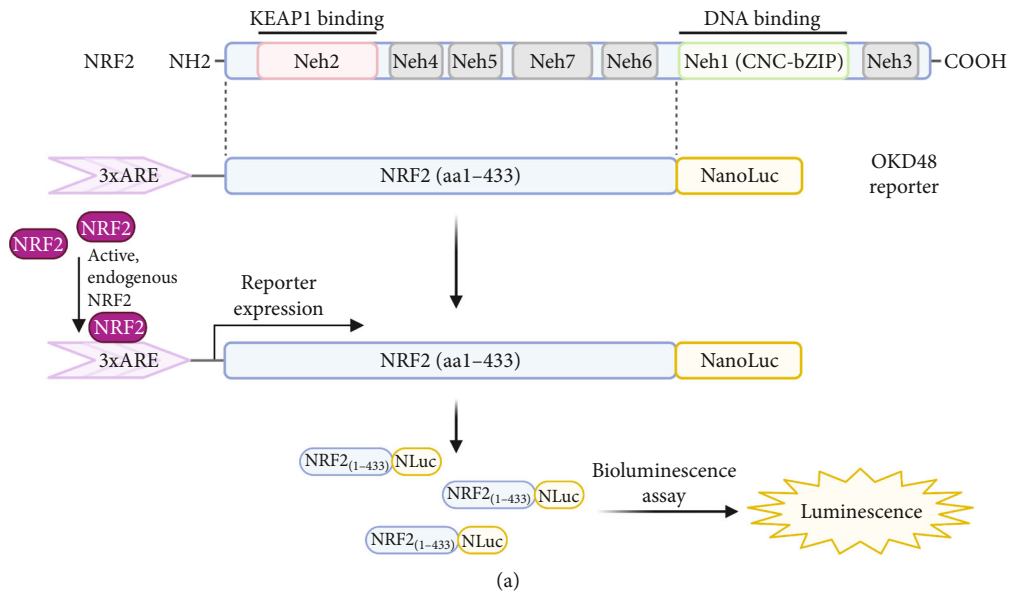 KEAP1 binding
DNA binding
NRF2
NH2
Neh2
Neh4
Neh5
Neh7
Neh6
Neh1 (CNC-bZIP)
Neh3
COOH
3xARE
NRF2 (aa1–433)
NanoLuc
OKD48
reporter
NRF2
NRF2
Active,
endogenous
NRF2
NRF2
Reporter
expression
3xARE
NRF2 (aa1–433)
NanoLuc
NRF2(1–433)
NLuc
NRF2(1–433)
NLuc
NRF2(1–433)
NLuc
Bioluminescence
assay
Luminescence
(a)